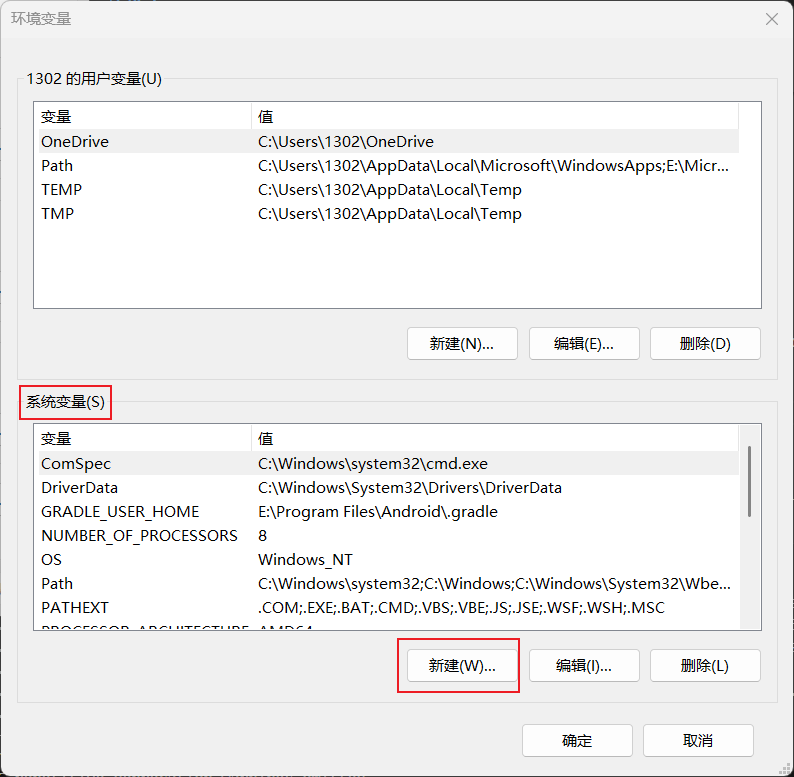 环境变量
1302 的用户变量(U)
变量 值
OneDrive C:\Users\1302\OneDrive
Path C:\Users\1302\AppData\Local\Microsoft\WindowsApps;E:\Micr...
TEMP C:\Users\1302\AppData\Local\Temp
TMP C:\Users\1302\AppData\Local\Temp
新建(N)... 编辑(E)... 删除(D)
系统变量(S)
变量 值
ComSpec C:\Windows\system32\cmd.exe
DriverData C:\Windows\System32\Drivers\DriverData
GRADLE_USER_HOME E:\Program Files\Android\.gradle
NUMBER_OF_PROCESSORS 8
OS Windows_NT
Path C:\Windows\system32;C:\Windows;C:\Windows\System32\Wbe...
PATHEXT .COM;.EXE;.BAT;.CMD;.VBS;.VBE;.JS;.JSE;.WSF;.WSH;.MSC
PROCESSOR_ARCHITECTURE AMD64
新建(W)... 编辑(I)... 删除(L)
确定 取消